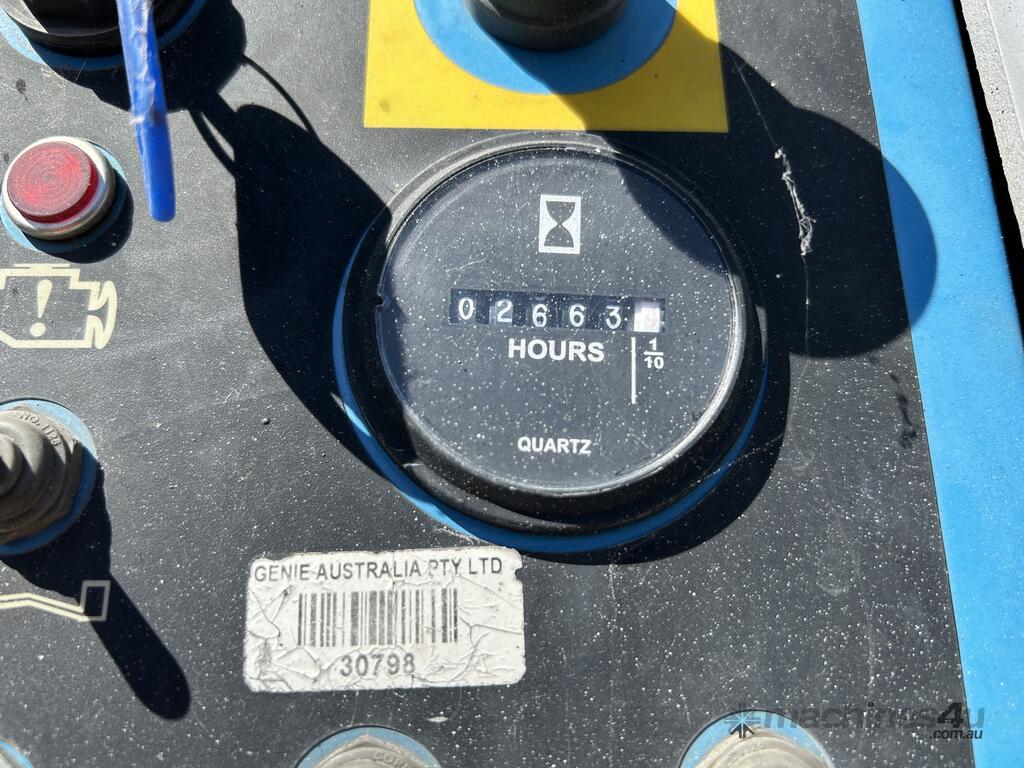 02663
HOURS
1/10
QUARTZ
GENIE AUSTRALIA PTY LTD
30798
machines4u
.com.au